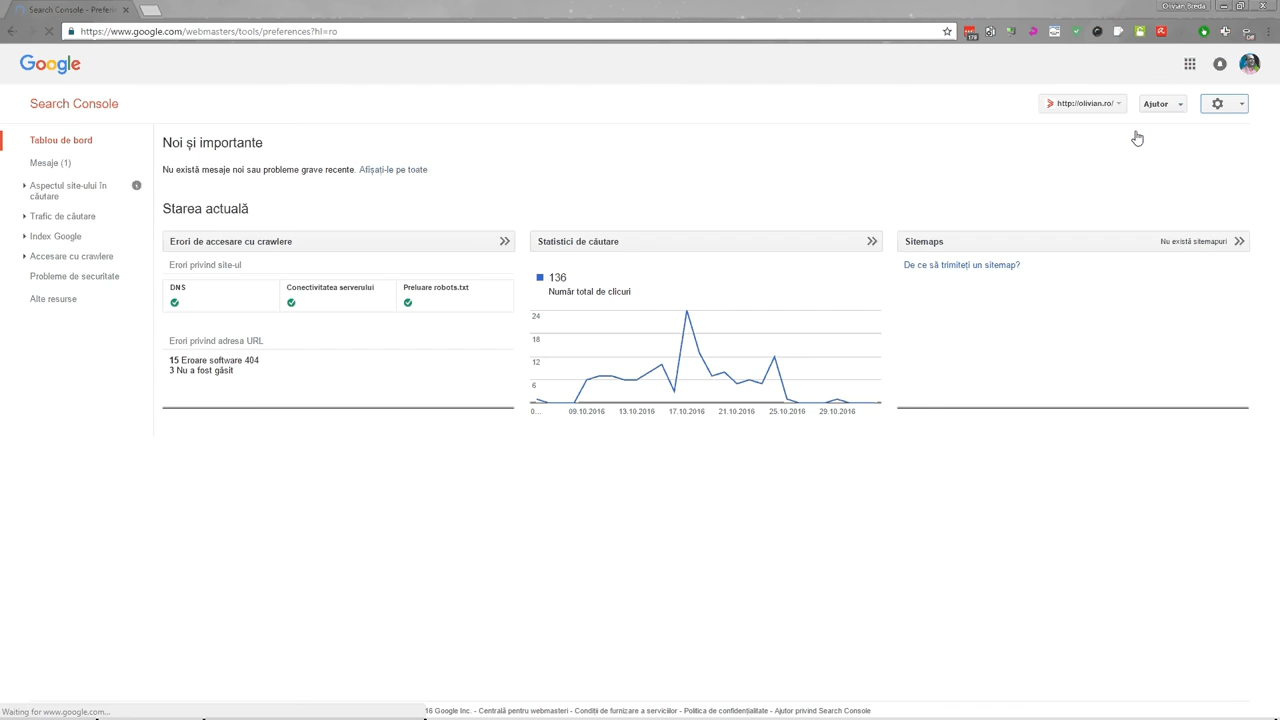 Search Console - Prefer
Olivian Breda
https://www.google.com/webmasters/tools/preferences?hl=ro
Google
Search Console
http://olivian.ro/
Ajutor
Tablou de bord
Mesaje (1)
Aspectul site-ului în căutare
Trafic de căutare
Index Google
Accesare cu crawlere
Probleme de securitate
Alte resurse
Noi și importante
Nu există mesaje noi sau probleme grave recente. Afișați-le pe toate
Starea actuală
Erori de accesare cu crawlere
Erori privind site-ul
DNS
Conectivitatea serverului
Preluare robots.txt
Erori privind adresa URL
15 Eroare software 404
3 Nu a fost găsit
Statistici de căutare
136
Număr total de clicuri
24
18
12
6
0...
09.10.2016
13.10.2016
17.10.2016
21.10.2016
25.10.2016
29.10.2016
Sitemaps
Nu există sitemapuri
De ce să trimiteți un sitemap?
Waiting for www.google.com...
16 Google Inc. - Centrală pentru webmasteri - Condiții de furnizare a serviciilor - Politica de confidențialitate - Ajutor privind Search Console